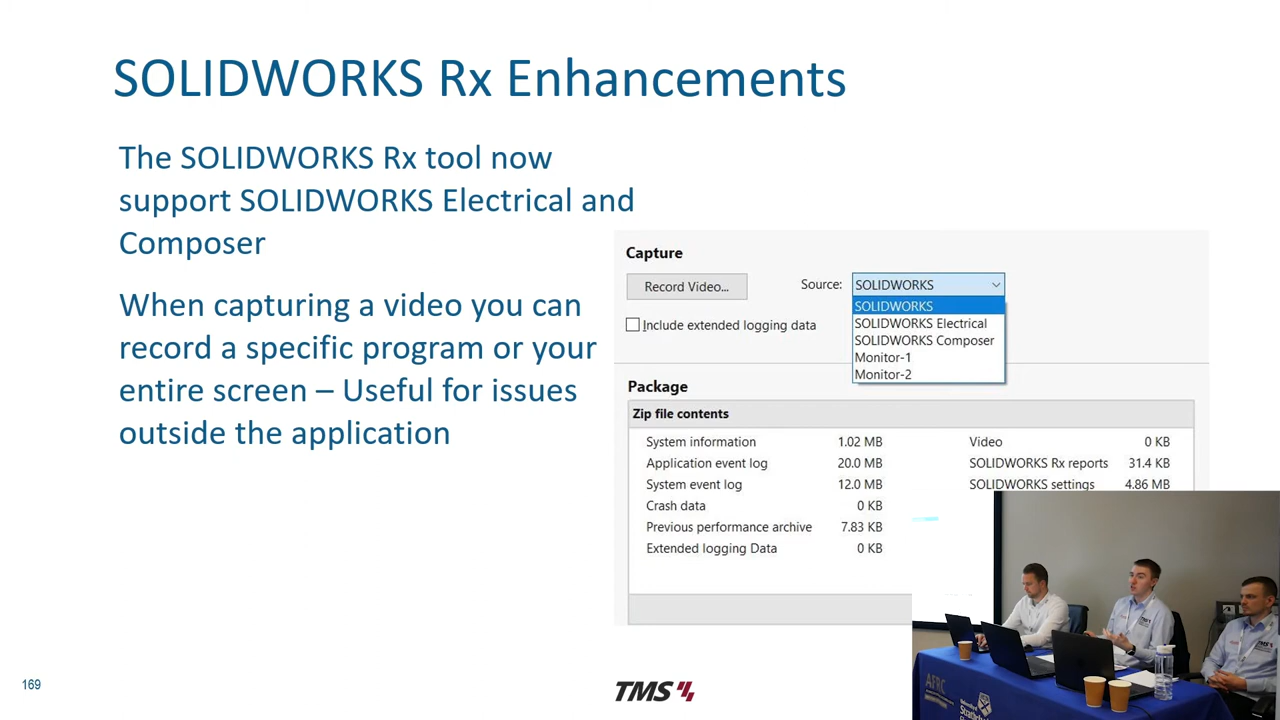 SOLIDWORKS Rx Enhancements
The SOLIDWORKS Rx tool now
support SOLIDWORKS Electrical and
Composer
When capturing a video you can
record a specific program or your
entire screen – Useful for issues
outside the application
Capture
Record Video...
Source:
SOLIDWORKS
SOLIDWORKS
SOLIDWORKS Electrical
SOLIDWORKS Composer
Monitor-1
Monitor-2
Include extended logging data
Package
Zip file contents
System information 1.02 MB Video 0 KB
Application event log 20.0 MB SOLIDWORKS Rx reports 31.4 KB
System event log 12.0 MB SOLIDWORKS settings 4.86 MB
Crash data 0 KB
Previous performance archive 7.83 KB
Extended logging Data 0 KB
169
TMS
AFRC